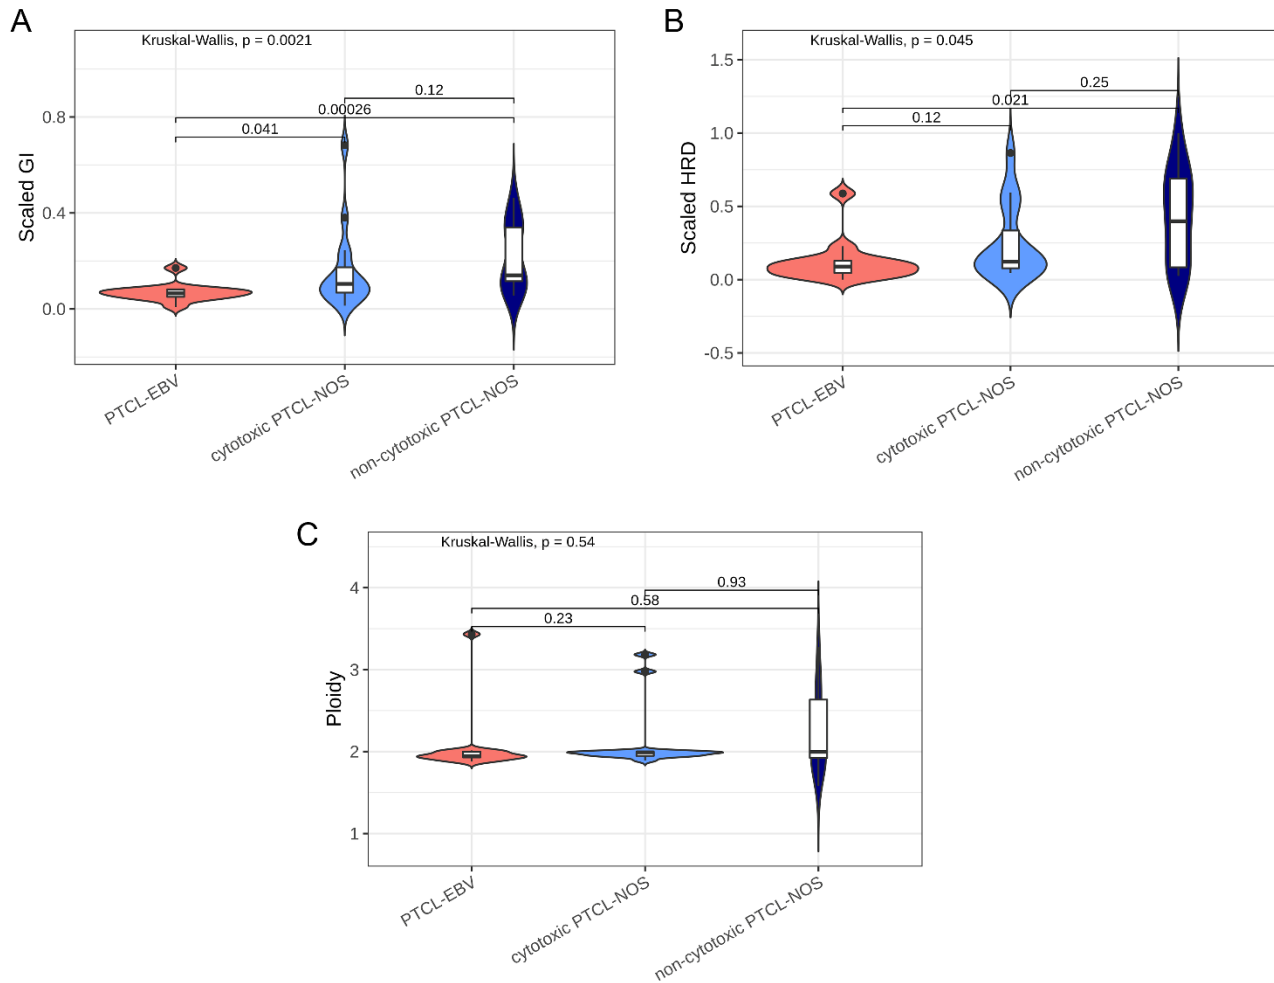 A
Kruskal-Wallis, p = 0.0021
0.12
0.00026
0.041
0.8
0.4
0.0
Scaled GI
PTCL-EBV
cytotoxic PTCL-NOS
non-cytotoxic PTCL-NOS
B
Kruskal-Wallis, p = 0.045
0.25
0.021
0.12
1.5
1.0
0.5
0.0
-0.5
Scaled HRD
PTCL-EBV
cytotoxic PTCL-NOS
non-cytotoxic PTCL-NOS
C
Kruskal-Wallis, p = 0.54
0.93
0.58
0.23
4
3
2
1
Ploidy
PTCL-EBV
cytotoxic PTCL-NOS
non-cytotoxic PTCL-NOS